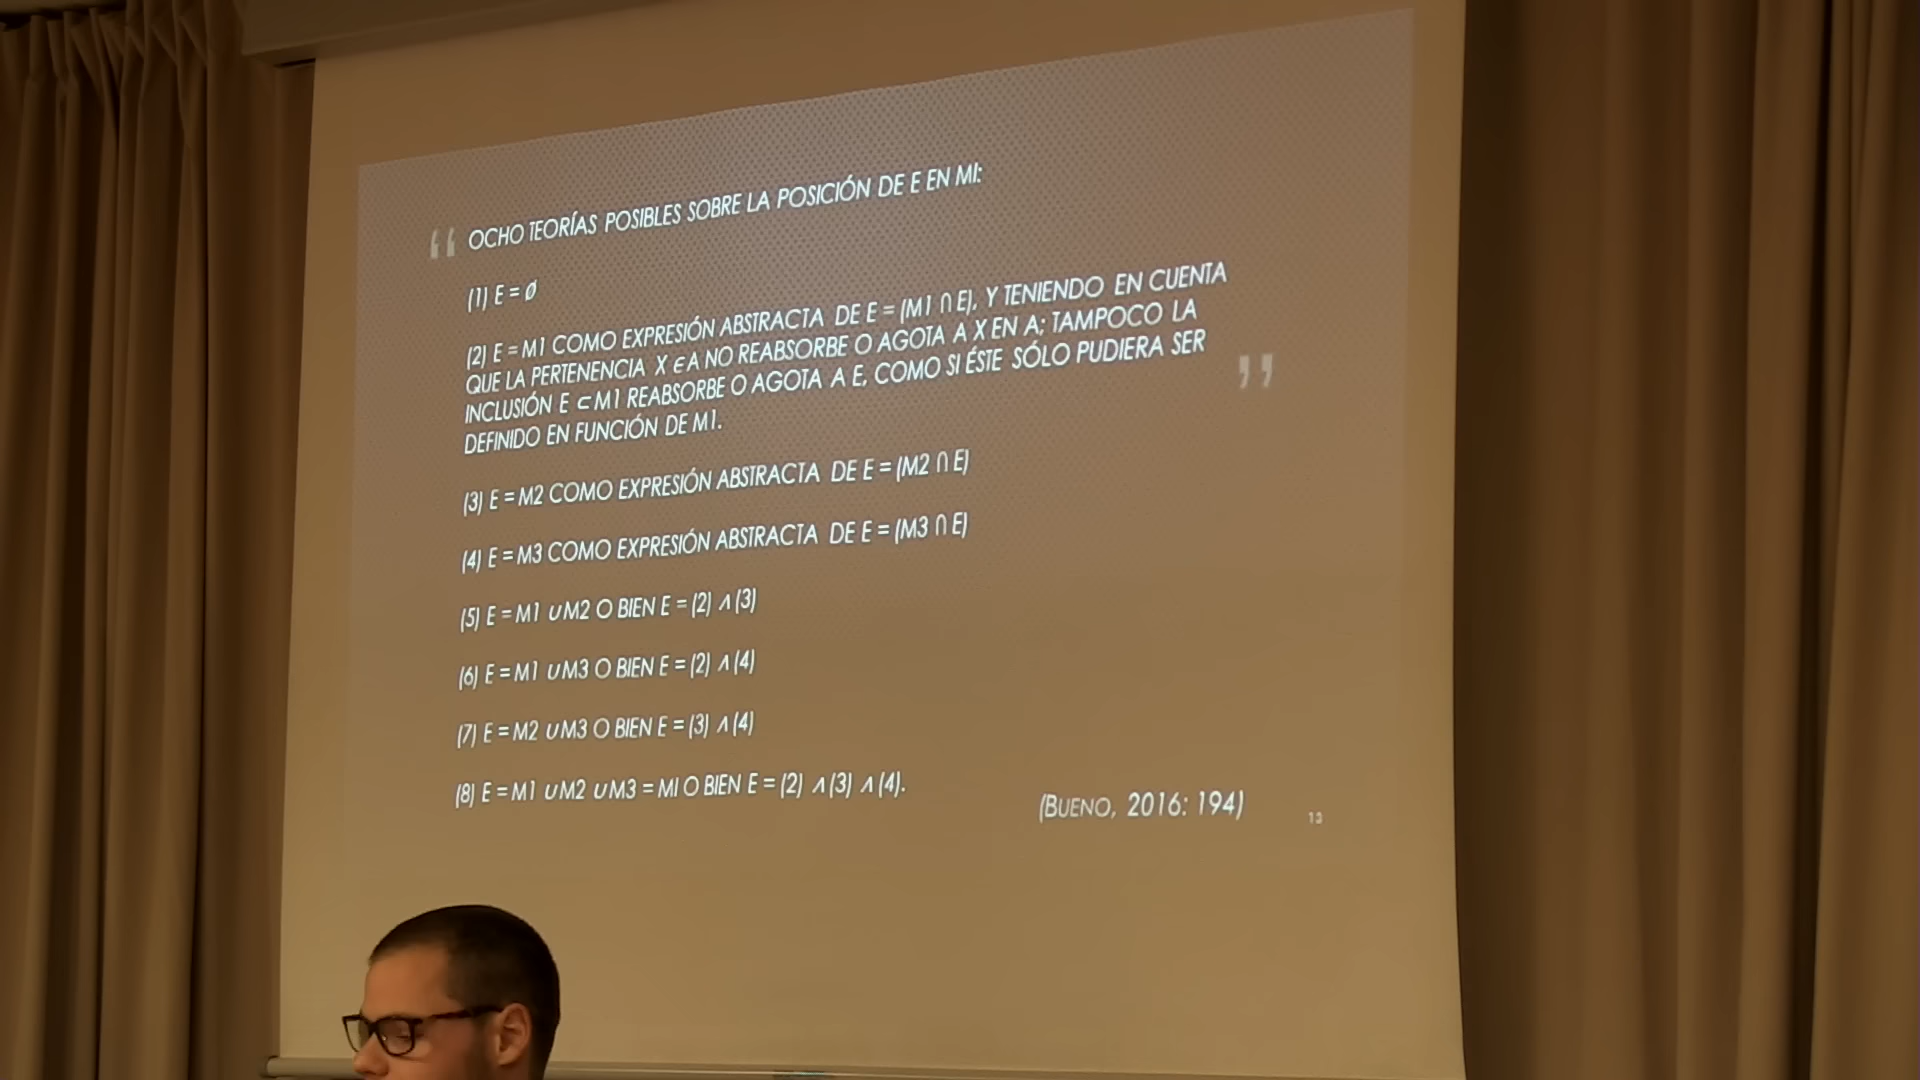 “
OCHO TEORÍAS POSIBLES SOBRE LA POSICIÓN DE E EN MI:
(1) E = Ø
(2) E = M1 COMO EXPRESIÓN ABSTRACTA DE E = (M1 ∩ E), Y TENIENDO EN CUENTA
QUE LA PERTENENCIA X ∈ A NO REABSORBE O AGOTA A X EN A; TAMPOCO LA
INCLUSIÓN E ⊂ M1 REABSORBE O AGOTA A E, COMO SI ÉSTE SÓLO PUDIERA SER
DEFINIDO EN FUNCIÓN DE M1.
”
(3) E = M2 COMO EXPRESIÓN ABSTRACTA DE E = (M2 ∩ E)
(4) E = M3 COMO EXPRESIÓN ABSTRACTA DE E = (M3 ∩ E)
(5) E = M1 ∪ M2 O BIEN E = (2) ∧ (3)
(6) E = M1 ∪ M3 O BIEN E = (2) ∧ (4)
(7) E = M2 ∪ M3 O BIEN E = (3) ∧ (4)
(8) E = M1 ∪ M2 ∪ M3 = MI O BIEN E = (2) ∧ (3) ∧ (4).
(BUENO, 2016: 194)
13